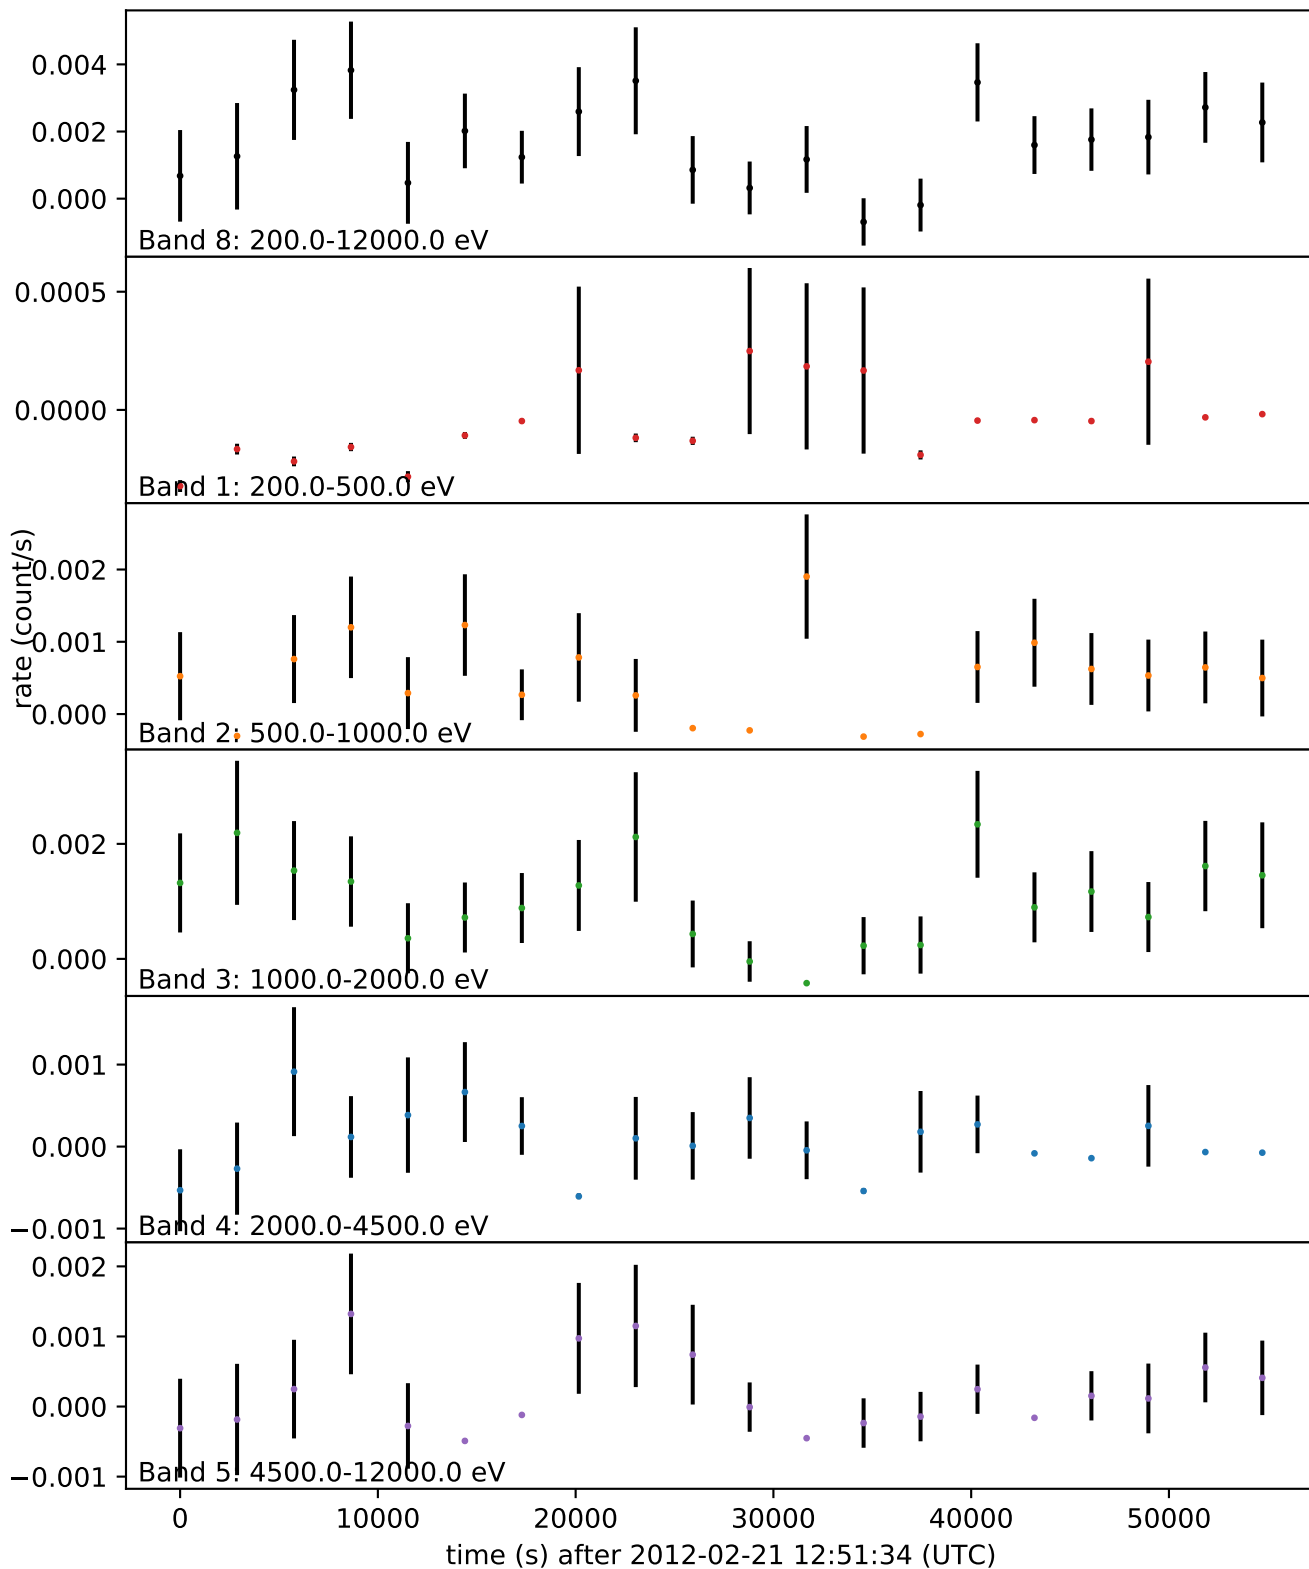 0.004
0.002
0.000
Band 8: 200.0-12000.0 eV
0.0005
0.0000
Band 1: 200.0-500.0 eV
rate (count/s)
0.002
0.001
0.000
Band 2: 500.0-1000.0 eV
0.002
0.000
Band 3: 1000.0-2000.0 eV
0.001
0.000
−0.001
Band 4: 2000.0-4500.0 eV
0.002
0.001
0.000
−0.001
Band 5: 4500.0-12000.0 eV
0 10000 20000 30000 40000 50000
time (s) after 2012-02-21 12:51:34 (UTC)